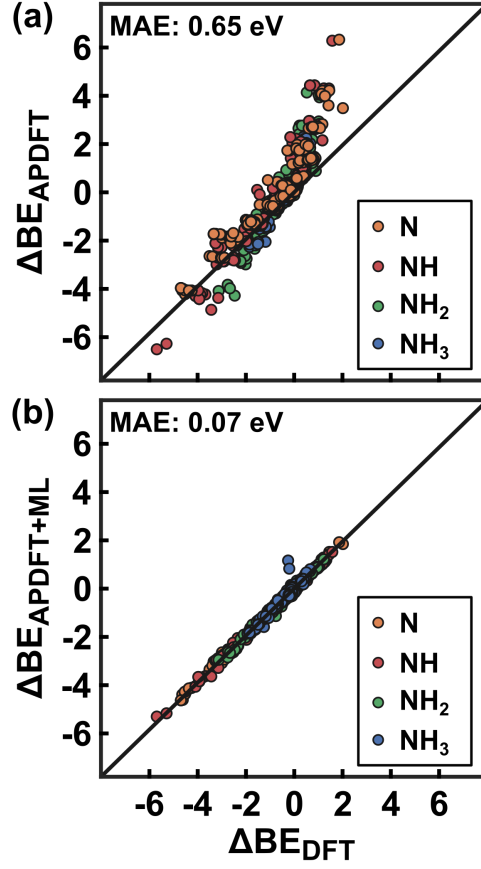 (a)
MAE: 0.65 eV
ΔBE_APDFT
6
4
2
0
-2
-4
-6
N
NH
NH₂
NH₃
(b)
MAE: 0.07 eV
ΔBE_APDFT+ML
6
4
2
0
-2
-4
-6
N
NH
NH₂
NH₃
-6 -4 -2 0 2 4 6
ΔBE_DFT